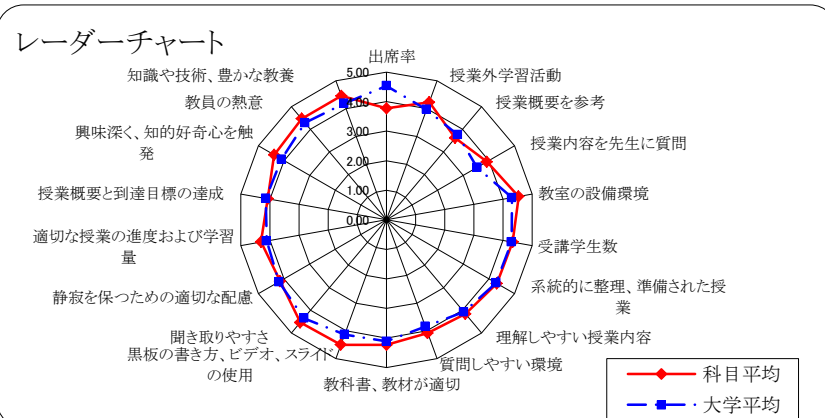 レーダーチャート
出席率
授業外学習活動
授業概要を参考
授業内容を先生に質問
教室の設備環境
受講学生数
系統的に整理、準備された授
業
理解しやすい授業内容
質問しやすい環境
教科書、教材が適切
黒板の書き方、ビデオ、スライド
の使用
聞き取りやすさ
静寂を保つための適切な配慮
適切な授業の進度および学習
量
授業概要と到達目標の達成
興味深く、知的好奇心を触
発
教員の熱意
知識や技術、豊かな教養
5.00
4.00
3.00
2.00
1.00
0.00
科目平均
大学平均